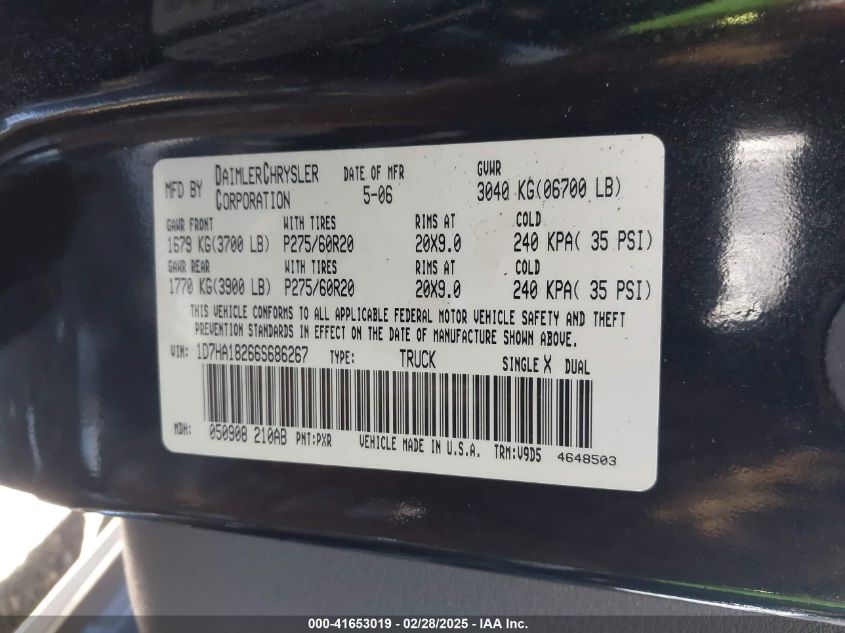 MFD BY DAIMLERCHRYSLER CORPORATION DATE OF MFR 5-06 GVWR 3040 KG(06700 LB)
GAWR FRONT WITH TIRES RIMS AT COLD
1679 KG(3700 LB) P275/60R20 20X9.0 240 KPA( 35 PSI)
GAWR REAR WITH TIRES RIMS AT COLD
1770 KG(3900 LB) P275/60R20 20X9.0 240 KPA( 35 PSI)
THIS VEHICLE CONFORMS TO ALL APPLICABLE FEDERAL MOTOR VEHICLE SAFETY AND THEFT
PREVENTION STANDARDS IN EFFECT ON THE DATE OF MANUFACTURE SHOWN ABOVE.
VIN: 1D7HA18266S686267 TYPE: TRUCK SINGLE X DUAL
MDH: 050908 210AB PNT:PXR VEHICLE MADE IN U.S.A. TRM:V9D5 4648503
000-41653019 - 02/28/2025 - IAA Inc.